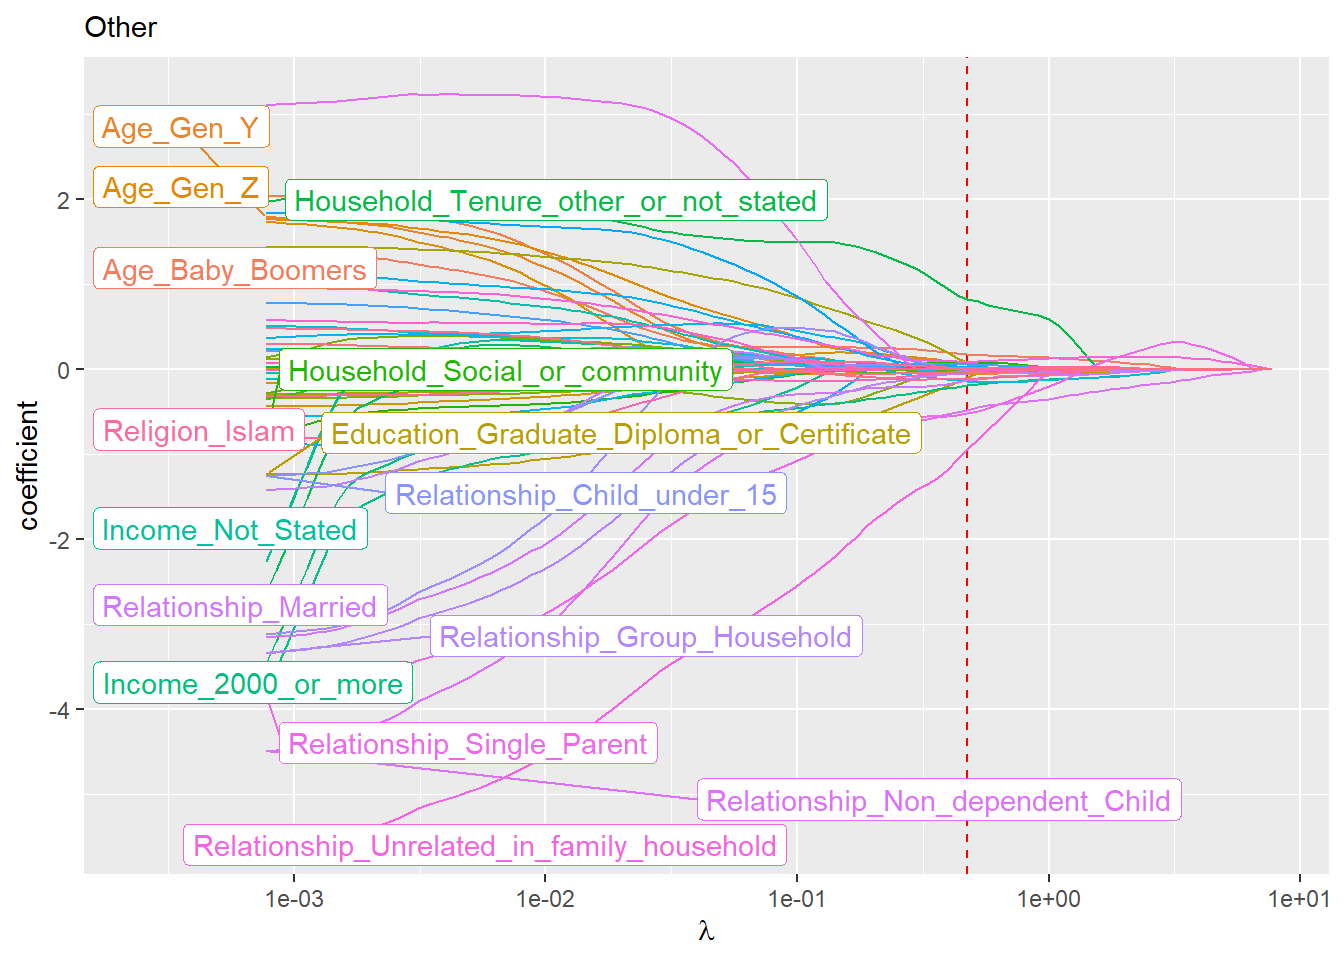 Other
Age_Gen_Y
Age_Gen_Z
Household_Tenure_other_or_not_stated
2
Age_Baby_Boomers
0
Household_Social_or_community
Religion_Islam
Education_Graduate_Diploma_or_Certificate
coefficient
Relationship_Child_under_15
Income_Not_Stated
-2
Relationship_Married
Relationship_Group_Household
Income_2000_or_more
-4
Relationship_Single_Parent
Relationship_Non_dependent_Child
Relationship_Unrelated_in_family_household
1e-03 1e-02 1e-01 1e+00 1e+01
λ